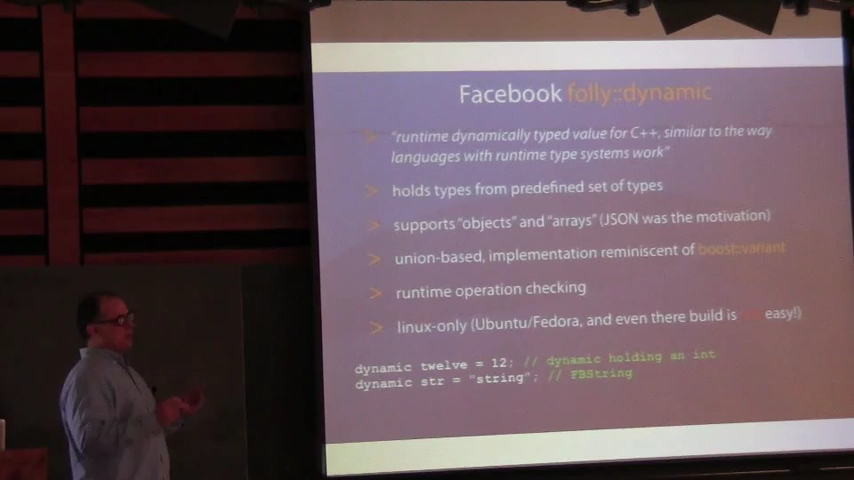 Facebook folly::dynamic
> "runtime dynamically typed value for C++, similar to the way
languages with runtime type systems work"
> holds types from predefined set of types
> supports "objects" and "arrays" (JSON was the motivation)
> union-based, implementation reminiscent of boost::variant
> runtime operation checking
> linux-only (Ubuntu/Fedora, and even there build is easy!)
dynamic twelve = 12; // dynamic holding an int
dynamic str = "string"; // FBString